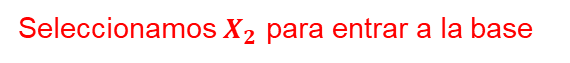 Seleccionamos X₂ para entrar a la base